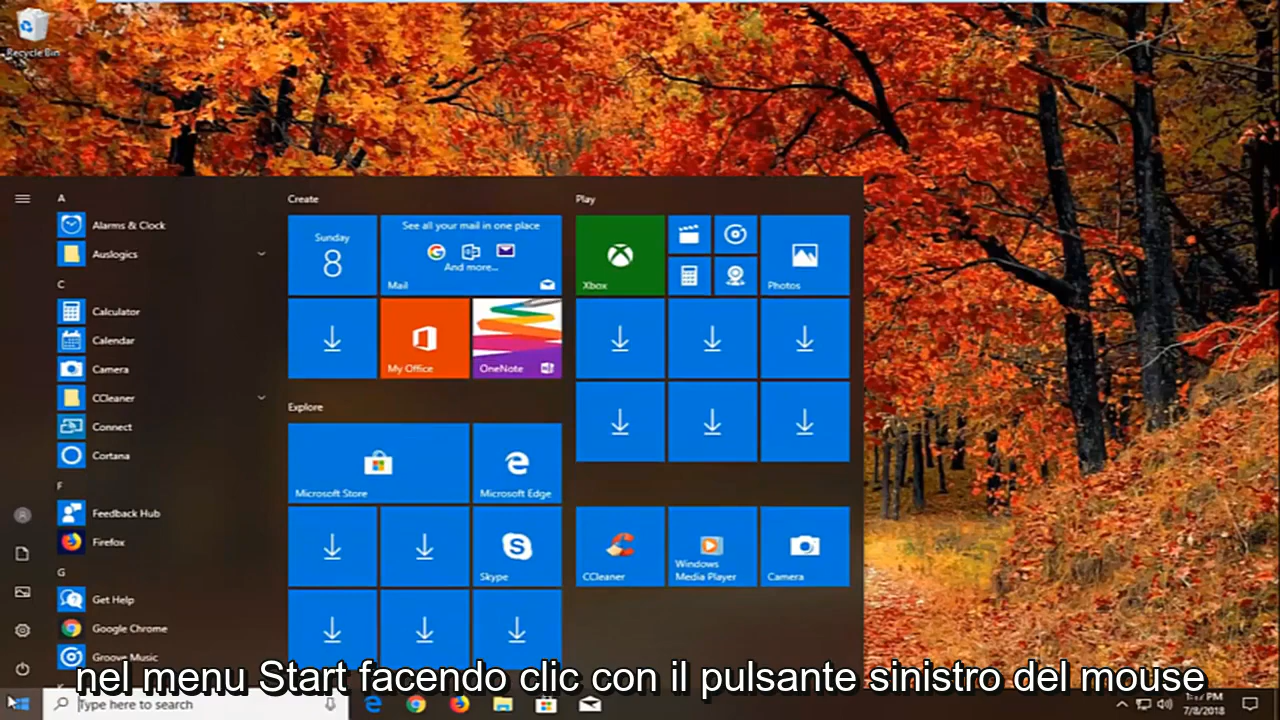 Recycle Bin
A
Alarms & Clock
Auslogics
C
Calculator
Calendar
Camera
CCleaner
Connect
Cortana
F
Feedback Hub
Firefox
G
Get Help
Google Chrome
Groove Music
Create
Sunday
8
See all your mail in one place
And more...
Mail
My Office
OneNote
Explore
Microsoft Store
Microsoft Edge
Skype
Play
Xbox
Photos
CCleaner
Windows
Media Player
Camera
nel menu Start facendo clic con il pulsante sinistro del mouse
Type here to search
PM
7/8/2018